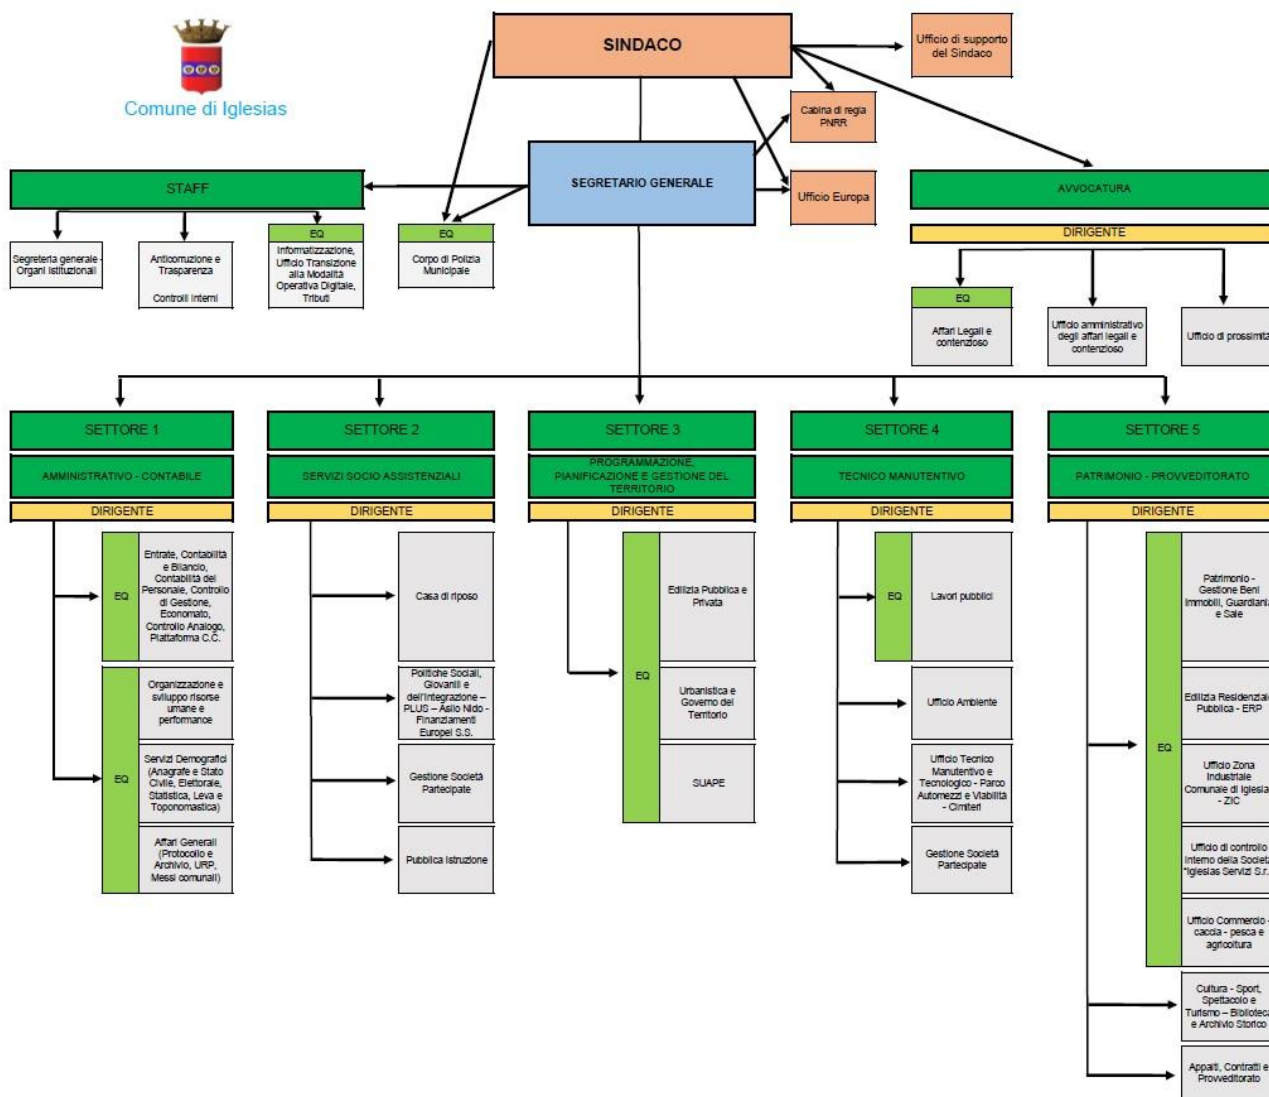 SINDACO
Ufficio di supporto
del Sindaco
Comune di Iglesias
Cabina di regia
PNRR
SEGRETARIO GENERALE
STAFF
Ufficio Europa
AVVOCATURA
DIRIGENTE
EQ
EQ
Segreteria generale -
Organi Istituzionali
Anticorruzione e
Trasparenza
Controlli Interni
Informatizzazione,
Ufficio Transizione
alla Modalità
Operativa Digitale,
Tributi
Corpo di Polizia
Municipale
EQ
Affari Legali e
contenzioso
Ufficio amministrativo
degli affari legali e
contenzioso
Ufficio di prossimità
SETTORE 1
SETTORE 2
SETTORE 3
SETTORE 4
SETTORE 5
AMMINISTRATIVO - CONTABILE
SERVIZI SOCIO ASSISTENZIALI
PROGRAMMAZIONE,
PIANIFICAZIONE E GESTIONE DEL
TERRITORIO
TECNICO MANUTENTIVO
PATRIMONIO - PROVVEDITORATO
DIRIGENTE
DIRIGENTE
DIRIGENTE
DIRIGENTE
DIRIGENTE
EQ
Entrate, Contabilità
e Bilancio,
Contabilità del
Personale, Controllo
di Gestione,
Economato,
Controllo Analogo,
Piattaforma C.C.
EQ
Organizzazione e
sviluppo risorse
umane e
performance
Servizi Demografici
(Anagrafe e Stato
Civile, Elettorale,
Statistica, Leva e
Toponomastica)
Affari Generali
(Protocollo e
Archivio, URP,
Messi comunali)
Casa di riposo
Politiche Sociali,
Giovanili e
dell'Integrazione –
PLUS – Asilo Nido -
Finanziamenti
Europei S.S.
Gestione Società
Partecipate
Pubblica Istruzione
EQ
Edilizia Pubblica e
Privata
Urbanistica e
Governo del
Territorio
SUAPE
EQ
Lavori pubblici
Ufficio Ambiente
Ufficio Tecnico
Manutentivo e
Tecnologico - Parco
Automezzi e Viabilità
- Cimiteri
Gestione Società
Partecipate
EQ
Patrimonio -
Gestione Beni
Immobili, Guardiania
e Sale
Edilizia Residenziale
Pubblica - ERP
Ufficio Zona
Industriale
Comunale di Iglesia
- ZIC
Ufficio di controllo
interno della Società
"Iglesias Servizi S.r.
Ufficio Commercio -
caccia - pesca e
agricoltura
Cultura - Sport,
Spettacolo e
Turismo – Biblioteca
e Archivio Storico
Appalti, Contratti e
Provveditorato